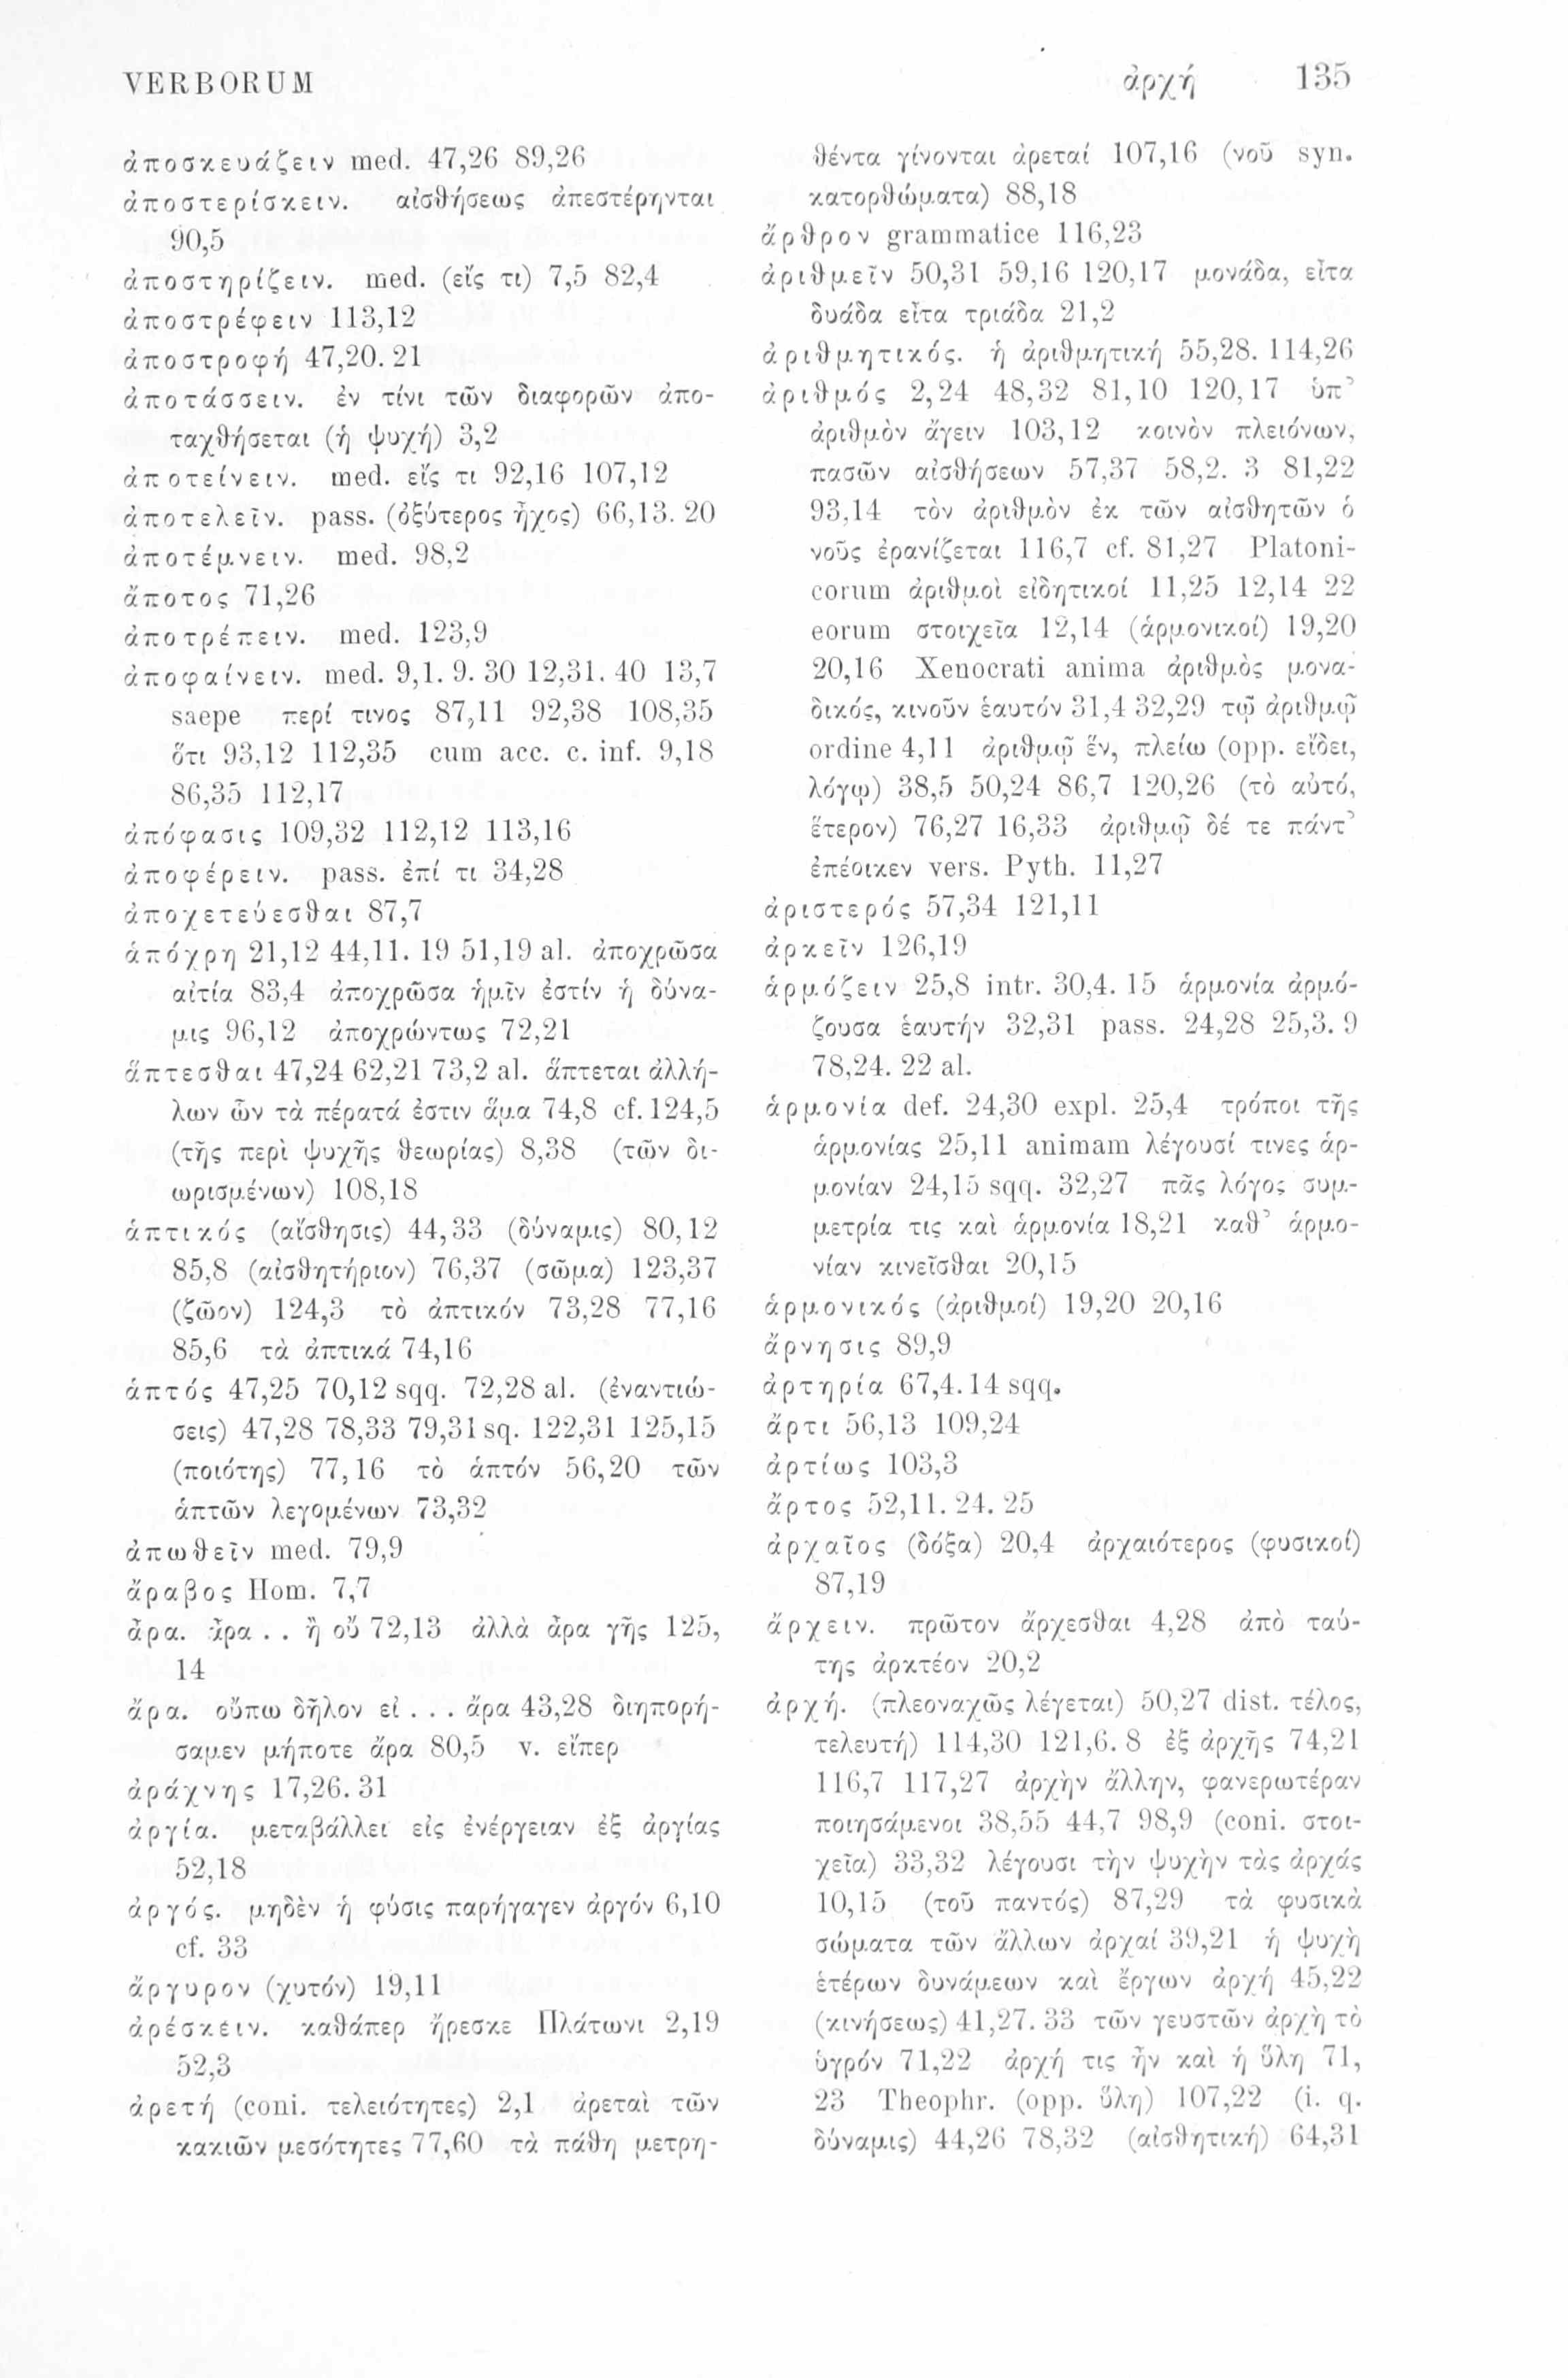 VERBORUM
ἀρχή 135
ἀποσκευάζειν med. 47,26 89,26
ἀποστερίσκειν. αἰσθήσεως ἀπεστέρηνται
90,5
ἀποστηρίζειν. med. (εἴς τι) 7,5 82,4
ἀποστρέφειν 113,12
ἀποστροφή 47,20. 21
ἀποτάσσειν. ἐν τίνι τῶν διαφορῶν ἀπο-
ταχθήσεται (ἡ ψυχή) 3,2
ἀποτείνειν. med. εἴς τι 92,16 107,12
ἀποτελεῖν. pass. (ὀξύτερος ἦχος) 66,13. 20
ἀποτέμνειν. med. 98,2
ἄποτος 71,26
ἀποτρέπειν. med. 123,9
ἀποφαίνειν. med. 9,1. 9. 30 12,31. 40 13,7
saepe περί τινος 87,11 92,38 108,35
ὅτι 93,12 112,35 cum acc. c. inf. 9,18
86,35 112,17
ἀπόφασις 109,32 112,12 113,16
ἀποφέρειν. pass. ἐπί τι 34,28
ἀποχετεύεσθαι 87,7
ἀπόχρη 21,12 44,11. 19 51,19 al. ἀποχρῶσα
αἰτία 83,4 ἀποχρῶσα ἡμῖν ἐστίν ἡ δύνα-
μις 96,12 ἀποχρώντως 72,21
ἅπτεσθαι 47,24 62,21 73,2 al. ἅπτεται ἀλλή-
λων ὧν τὰ πέρατά ἐστιν ἅμα 74,8 cf. 124,5
(τῆς περὶ ψυχῆς θεωρίας) 8,38 (τῶν δι-
ωρισμένων) 108,18
ἁπτικός (αἴσθησις) 44,33 (δύναμις) 80,12
85,8 (αἰσθητήριον) 76,37 (σῶμα) 123,37
(ζῶον) 124,3 τὸ ἁπτικόν 73,28 77,16
85,6 τὰ ἁπτικά 74,16
ἁπτός 47,25 70,12 sqq. 72,28 al. (ἐναντιώ-
σεις) 47,28 78,33 79,31 sq. 122,31 125,15
(ποιότης) 77,16 τὸ ἁπτόν 56,20 τῶν
ἁπτῶν λεγομένων 73,32
ἀπωθεῖν med. 79,9
ἄραβος Hom. 7,7
ἆρα. ἆρα . . ἢ οὔ 72,13 ἀλλὰ ἆρα γῆς 125,
14
ἄρα. οὔπω δῆλον εἰ . . . ἄρα 43,28 διηπορή-
σαμεν μήποτε ἄρα 80,5 v. εἴπερ
ἀράχνης 17,26. 31
ἀργία. μεταβάλλει εἰς ἐνέργειαν ἐξ ἀργίας
52,18
ἀργός. μηδὲν ἡ φύσις παρήγαγεν ἀργόν 6,10
cf. 33
ἄργυρον (χυτόν) 19,11
ἀρέσκειν. καθάπερ ἤρεσκε Πλάτωνι 2,19
52,3
ἀρετή (coni. τελειότητες) 2,1 ἀρεταὶ τῶν
κακιῶν μεσότητες 77,60 τὰ πάθη μετρη-
θέντα γίνονται ἀρεταί 107,16 (νοῦ syn.
κατορθώματα) 88,18
ἄρθρον grammatice 116,23
ἀριθμεῖν 50,31 59,16 120,17 μονάδα, εἶτα
δυάδα εἶτα τριάδα 21,2
ἀριθμητικός. ἡ ἀριθμητική 55,28. 114,26
ἀριθμός 2,24 48,32 81,10 120,17 ὑπ’
ἀριθμὸν ἄγειν 103,12 κοινὸν πλειόνων,
πασῶν αἰσθήσεων 57,37 58,2. 3 81,22
93,14 τὸν ἀριθμὸν ἐκ τῶν αἰσθητῶν ὁ
νοῦς ἐρανίζεται 116,7 cf. 81,27 Platoni-
corum ἀριθμοὶ εἰδητικοί 11,25 12,14 22
eorum στοιχεῖα 12,14 (ἁρμονικοί) 19,20
20,16 Xenocrati anima ἀριθμὸς μονα-
δικός, κινοῦν ἑαυτόν 31,4 32,29 τῷ ἀριθμῷ
ordine 4,11 ἀριθμῷ ἕν, πλείω (opp. εἴδει,
λόγῳ) 38,5 50,24 86,7 120,26 (τὸ αὐτό,
ἕτερον) 76,27 16,33 ἀριθμῷ δέ τε πάντ’
ἐπέοικεν vers. Pyth. 11,27
ἀριστερός 57,34 121,11
ἀρκεῖν 126,19
ἁρμόζειν 25,8 intr. 30,4. 15 ἁρμονία ἁρμό-
ζουσα ἑαυτήν 32,31 pass. 24,28 25,3. 9
78,24. 22 al.
ἁρμονία def. 24,30 expl. 25,4 τρόποι τῆς
ἁρμονίας 25,11 animam λέγουσί τινες ἁρ-
μονίαν 24,15 sqq. 32,27 πᾶς λόγος συμ-
μετρία τις καὶ ἁρμονία 18,21 καθ’ ἁρμο-
νίαν κινεῖσθαι 20,15
ἁρμονικός (ἀριθμοί) 19,20 20,16
ἄρνησις 89,9
ἀρτηρία 67,4. 14 sqq.
ἄρτι 56,13 109,24
ἀρτίως 103,3
ἄρτος 52,11. 24. 25
ἀρχαῖος (δόξα) 20,4 ἀρχαιότερος (φυσικοί)
87,19
ἄρχειν. πρῶτον ἄρχεσθαι 4,28 ἀπὸ ταύ-
της ἀρκτέον 20,2
ἀρχή. (πλεοναχῶς λέγεται) 50,27 dist. τέλος,
τελευτή) 114,30 121,6. 8 ἐξ ἀρχῆς 74,21
116,7 117,27 ἀρχὴν ἄλλην, φανερωτέραν
ποιησάμενοι 38,55 44,7 98,9 (coni. στοι-
χεῖα) 33,32 λέγουσι τὴν ψυχὴν τὰς ἀρχάς
10,15 (τοῦ παντός) 87,29 τὰ φυσικὰ
σώματα τῶν ἄλλων ἀρχαί 39,21 ἡ ψυχὴ
ἑτέρων δυνάμεων καὶ ἔργων ἀρχή 45,22
(κινήσεως) 41,27. 33 τῶν γευστῶν ἀρχὴ τὸ
ὑγρόν 71,22 ἀρχή τις ἦν καὶ ἡ ὕλη 71,
23 Theophr. (opp. ὕλη) 107,22 (i. q.
δύναμις) 44,26 78,32 (αἰσθητική) 64,31